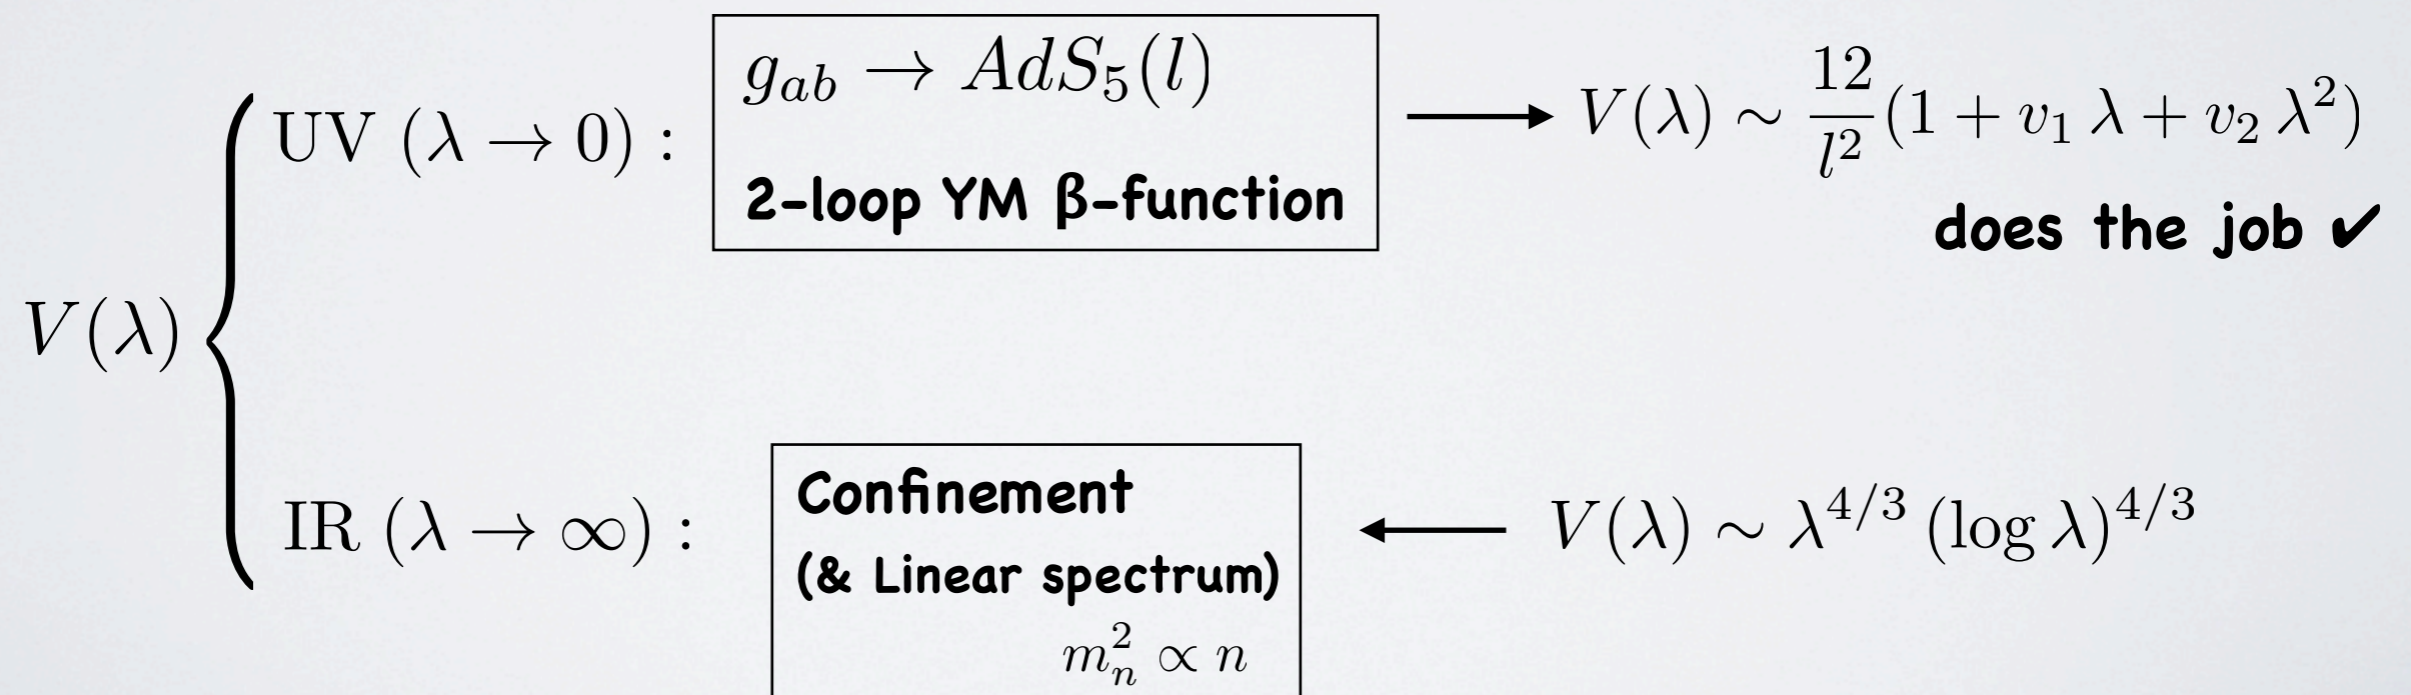 g_{ab} → AdS_5(l)
UV (λ → 0) :
V(λ) ∼ \frac{12}{l^2}(1 + v_1 λ + v_2 λ^2)
2-loop YM β-function
does the job ✔
V(λ)
Confinement
IR (λ → ∞) :
V(λ) ∼ λ^{4/3} (log λ)^{4/3}
(& Linear spectrum)
m_n^2 ∝ n